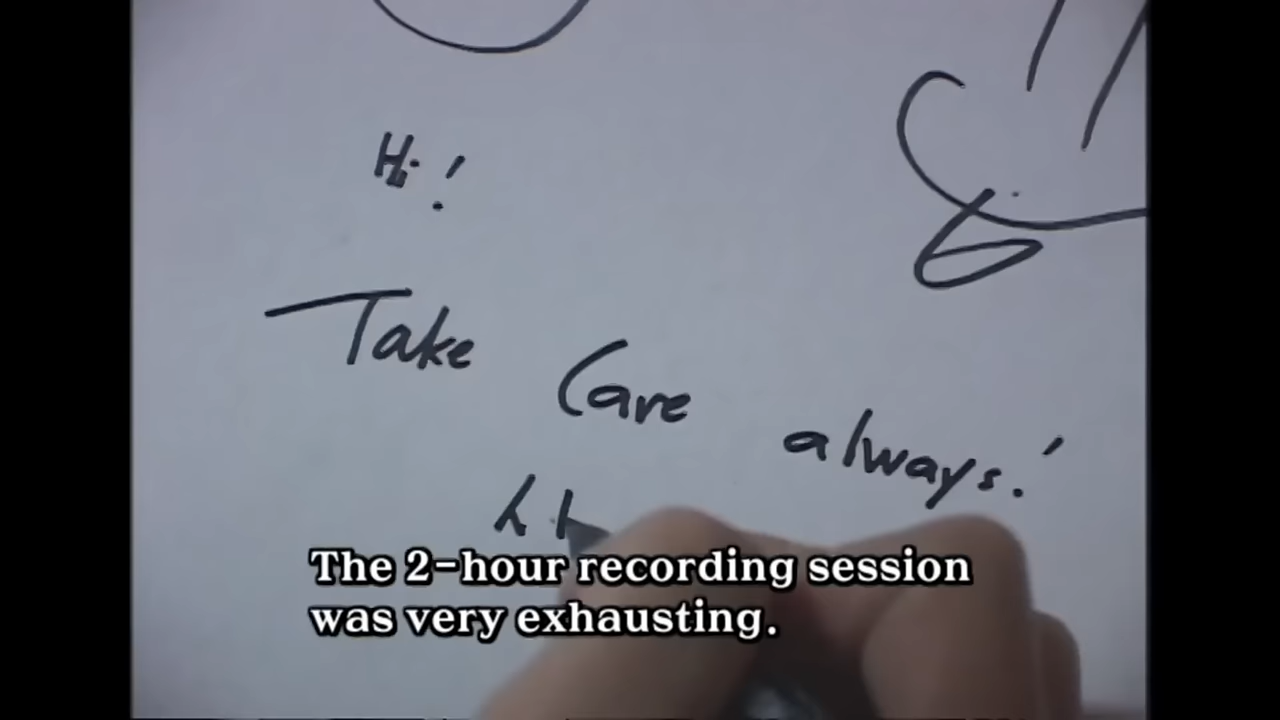 Hi!
Take Care always!
The 2-hour recording session
was very exhausting.